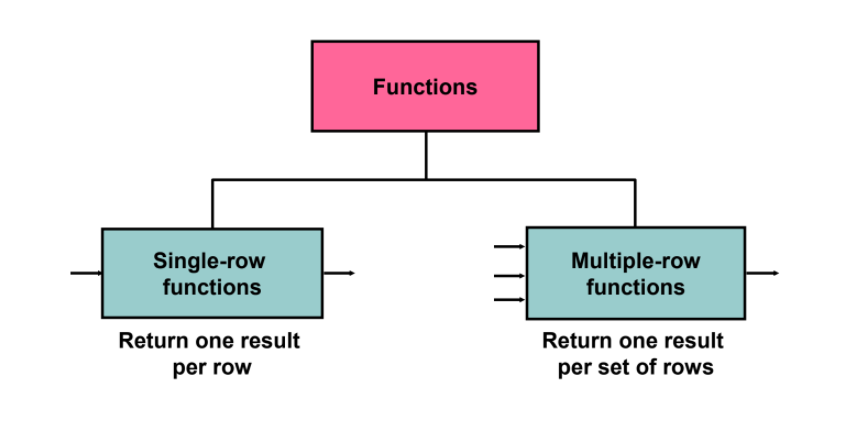 Functions
Single-row
functions
Return one result
per row
Multiple-row
functions
Return one result
per set of rows